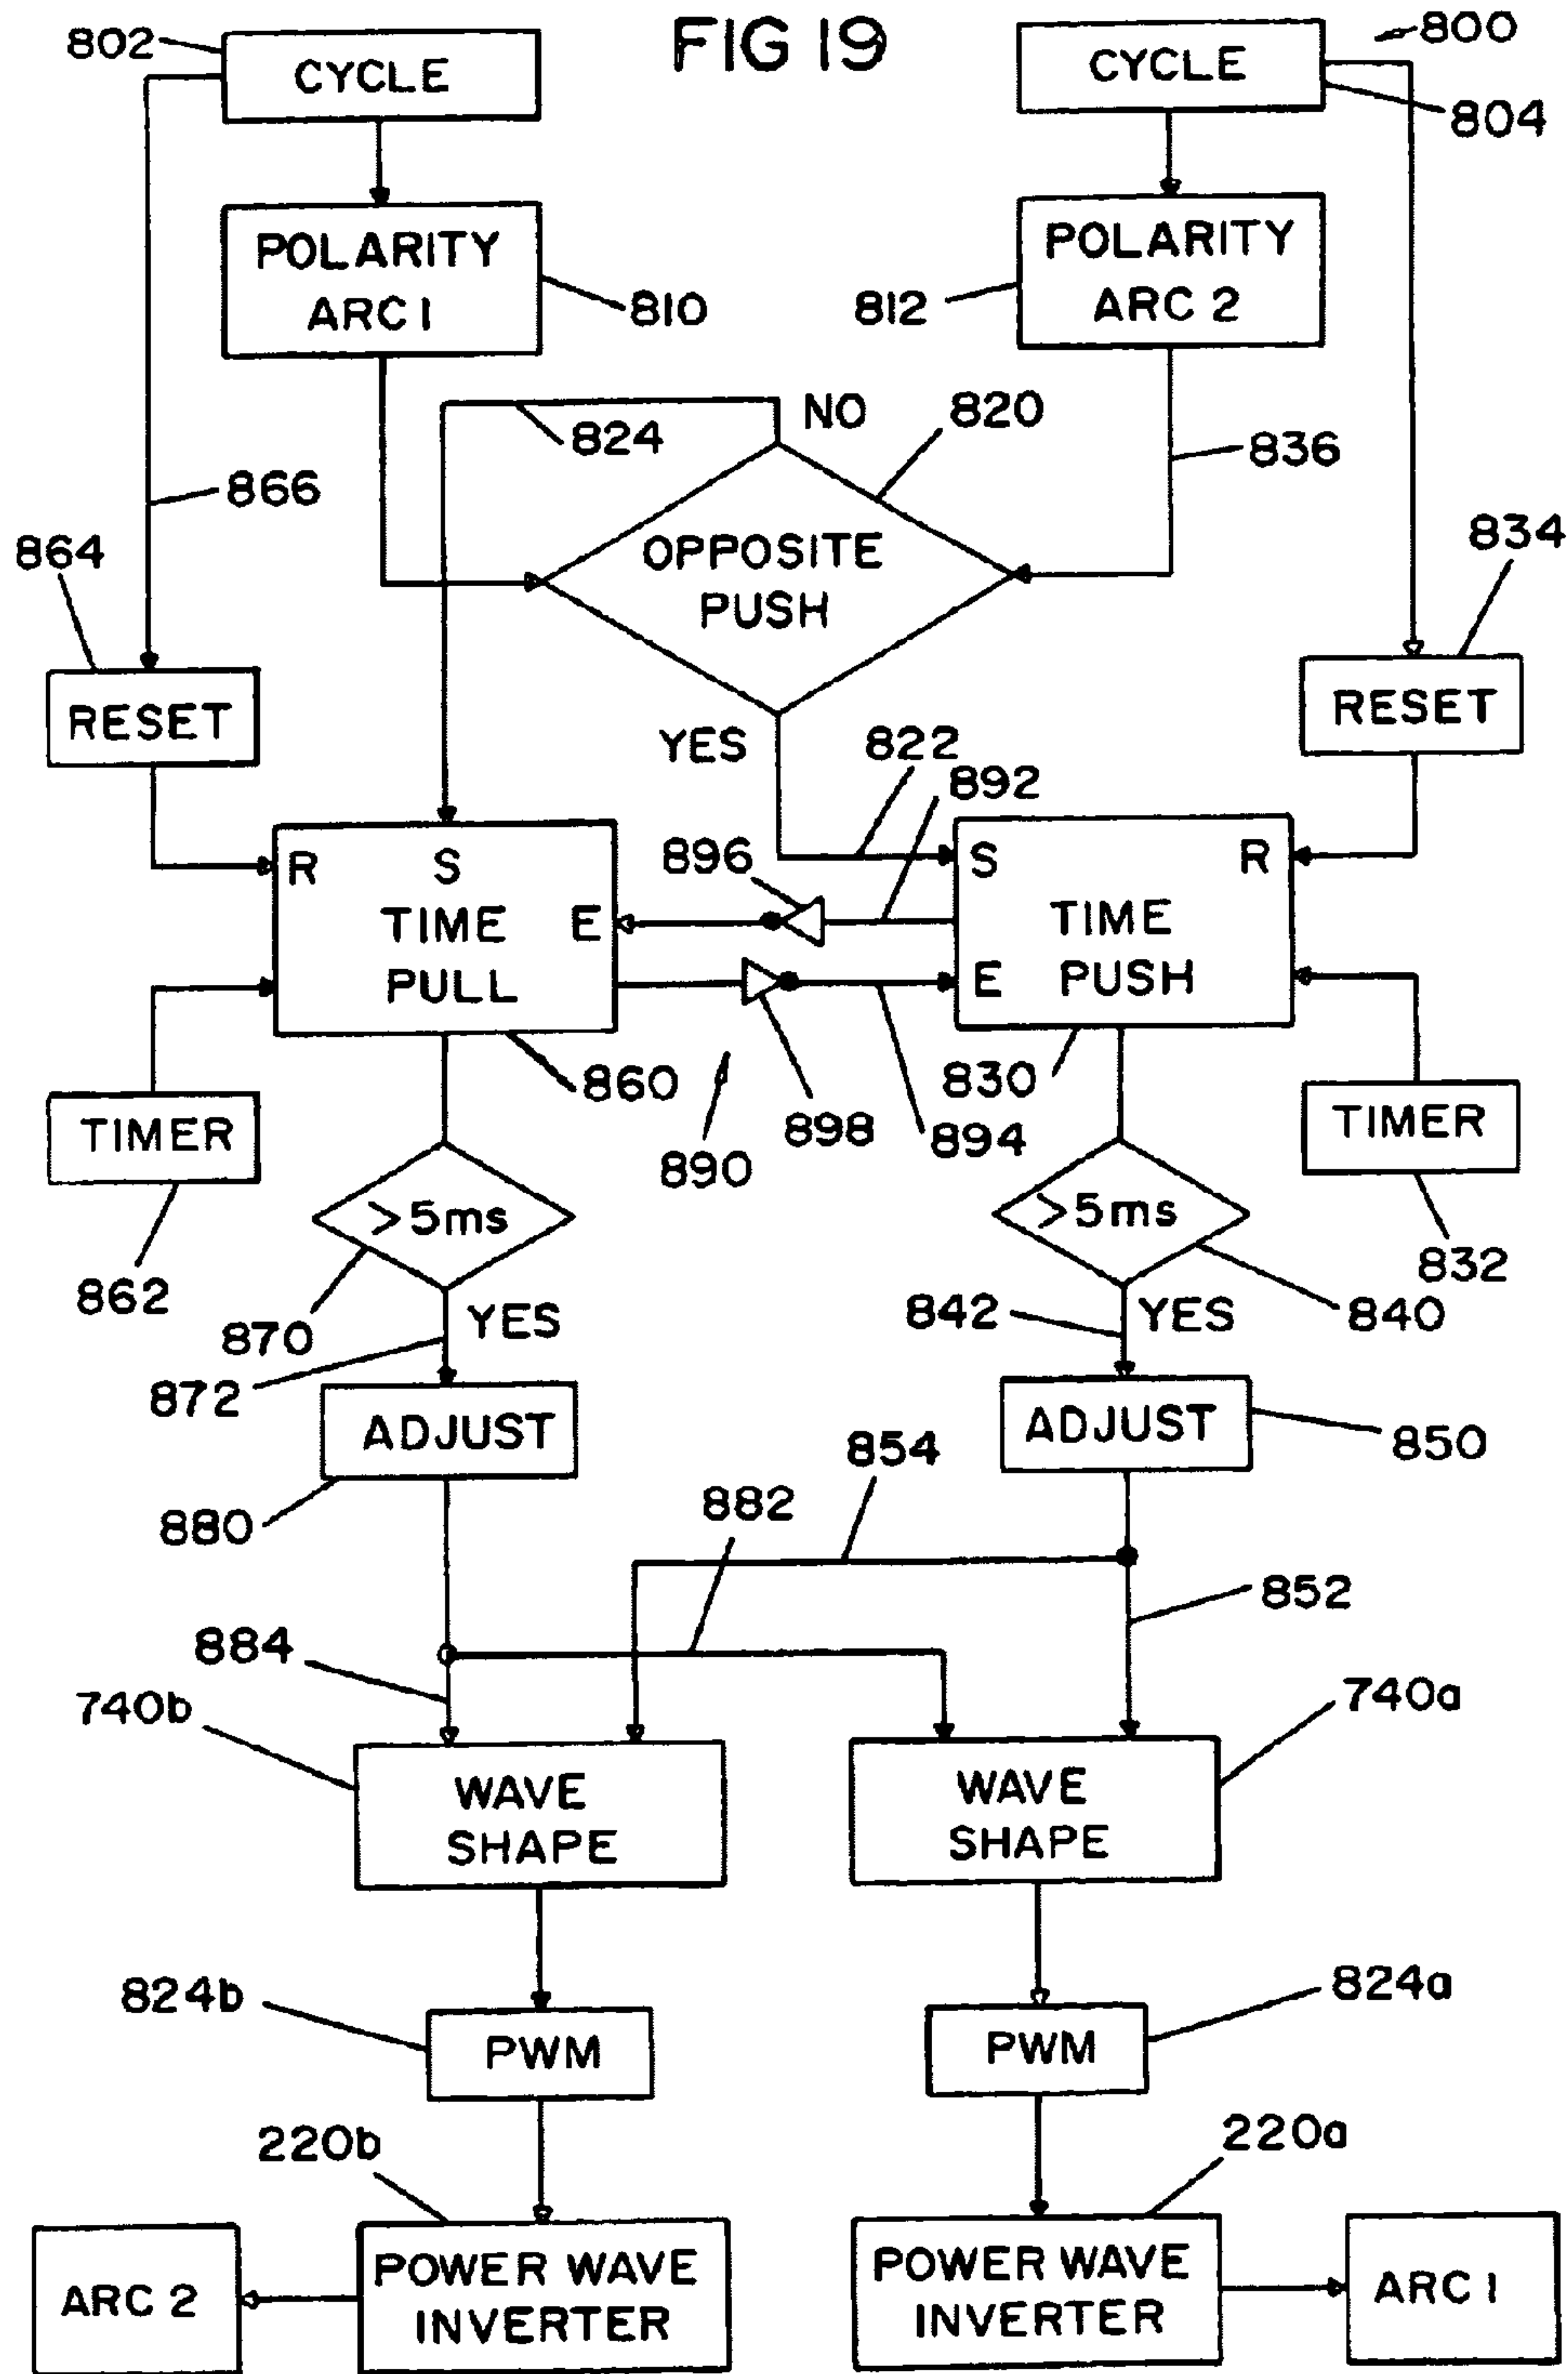 FIG 19
802
CYCLE
CYCLE
800
804
POLARITY
ARC 1
810
812
POLARITY
ARC 2
NO
820
824
836
866
864
OPPOSITE
PUSH
834
RESET
RESET
YES
822
892
896
R
S
TIME
PULL
E
S
R
TIME
PUSH
E
860
830
TIMER
898
894
TIMER
890
>5ms
>5ms
862
832
870
YES
842
YES
840
872
ADJUST
ADJUST
850
854
880
882
852
884
740b
740a
WAVE
SHAPE
WAVE
SHAPE
824b
824a
PWM
PWM
220b
220a
ARC 2
POWER WAVE
INVERTER
POWER WAVE
INVERTER
ARC 1